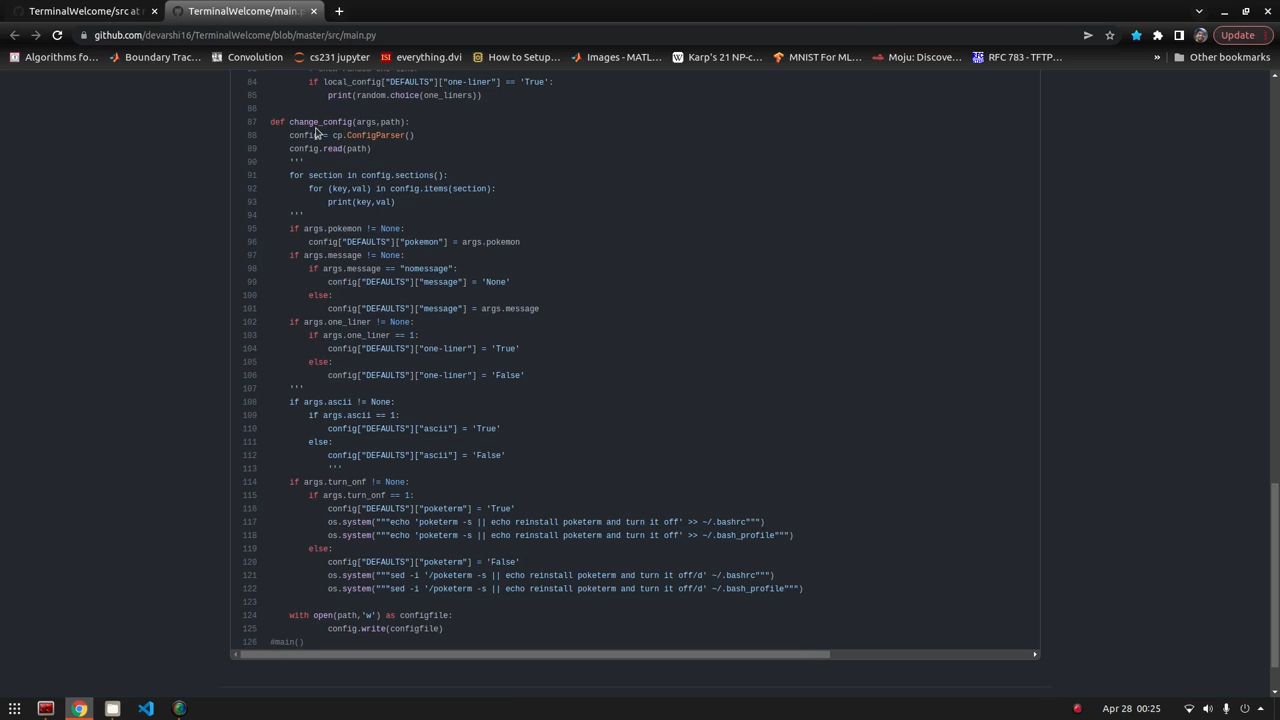 TerminalWelcome/src at r
TerminalWelcome/main.p
github.com/devarshi16/TerminalWelcome/blob/master/src/main.py
Update
Algorithms for...
Boundary Trac...
Convolution
cs231 jupyter
everything.dvi
How to Setup...
Images - MATL...
Karp's 21 NP-c...
MNIST For ML...
Moju: Discove...
RFC 783 - TFTP...
»
Other bookmarks
84 if local_config["DEFAULTS"]["one-liner"] == 'True':
85 print(random.choice(one_liners))
86
87 def change_config(args,path):
88 config = cp.ConfigParser()
89 config.read(path)
90 '''
91 for section in config.sections():
92 for (key,val) in config.items(section):
93 print(key,val)
94 '''
95 if args.pokemon != None:
96 config["DEFAULTS"]["pokemon"] = args.pokemon
97 if args.message != None:
98 if args.message == "nomessage":
99 config["DEFAULTS"]["message"] = 'None'
100 else:
101 config["DEFAULTS"]["message"] = args.message
102 if args.one_liner != None:
103 if args.one_liner == 1:
104 config["DEFAULTS"]["one-liner"] = 'True'
105 else:
106 config["DEFAULTS"]["one-liner"] = 'False'
107 '''
108 if args.ascii != None:
109 if args.ascii == 1:
110 config["DEFAULTS"]["ascii"] = 'True'
111 else:
112 config["DEFAULTS"]["ascii"] = 'False'
113 '''
114 if args.turn_onf != None:
115 if args.turn_onf == 1:
116 config["DEFAULTS"]["poketerm"] = 'True'
117 os.system("""echo 'poketerm -s || echo reinstall poketerm and turn it off' >> ~/.bashrc""")
118 os.system("""echo 'poketerm -s || echo reinstall poketerm and turn it off' >> ~/.bash_profile""")
119 else:
120 config["DEFAULTS"]["poketerm"] = 'False'
121 os.system("""sed -i '/poketerm -s || echo reinstall poketerm and turn it off/d' ~/.bashrc""")
122 os.system("""sed -i '/poketerm -s || echo reinstall poketerm and turn it off/d' ~/.bash_profile""")
123
124 with open(path,'w') as configfile:
125 config.write(configfile)
126 #main()
Apr 28 00:25